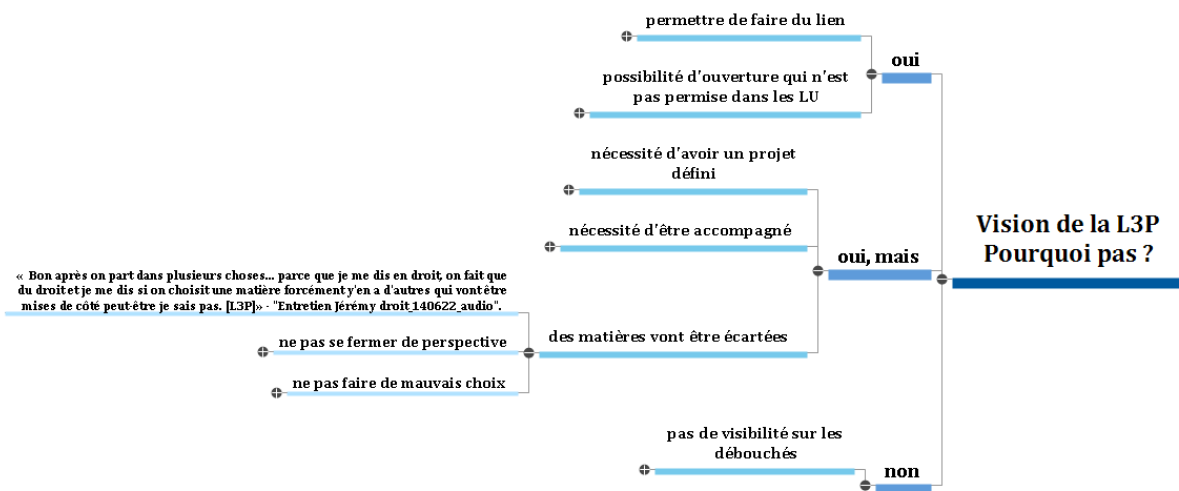 permettre de faire du lien
oui
possibilité d'ouverture qui n'est
pas permise dans les LU
nécessité d'avoir un projet
défini
Vision de la L3P
Pourquoi pas ?
nécessité d'être accompagné
oui, mais
« Bon après on part dans plusieurs choses... parce que je me dis en droit, on fait que
du droit et je me dis si on choisit une matière forcément y'en a d'autres qui vont être
mises de côté peut-être je sais pas. [L3P]» - "Entretien Jérémy droit_140622_audio".
des matières vont être écartées
ne pas se fermer de perspective
ne pas faire de mauvais choix
pas de visibilité sur les
débouchés
non